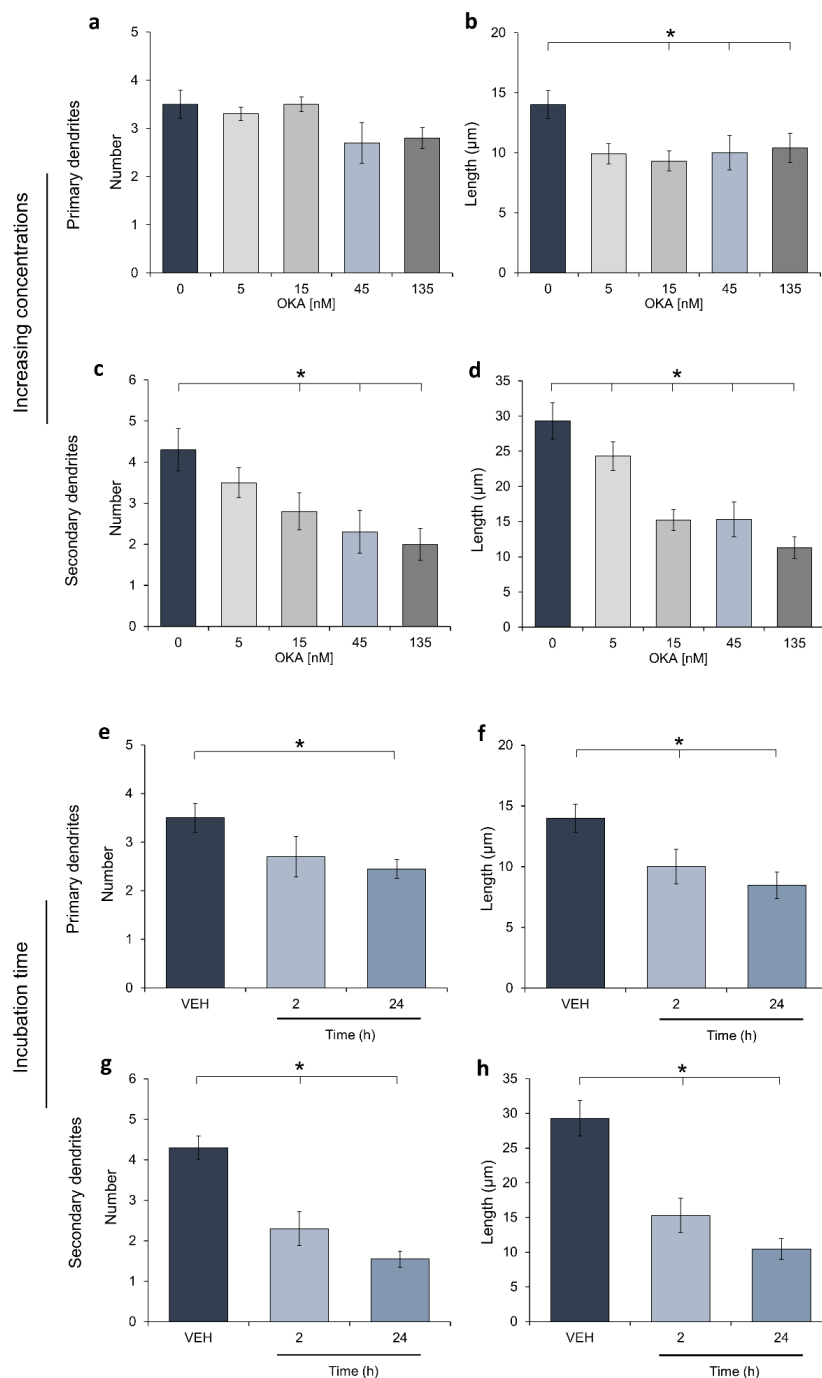 Increasing concentrations
Primary dendrites
a
*
Number
5
4
3
2
1
0
0 5 15 45 135
OKA [nM]
b
*
Length (µm)
20
15
10
5
0
0 5 15 45 135
OKA [nM]
Secondary dendrites
c
*
Number
6
5
4
3
2
1
0
0 5 15 45 135
OKA [nM]
d
*
Length (µm)
35
30
25
20
15
10
5
0
0 5 15 45 135
OKA [nM]
Incubation time
Primary dendrites
e
*
Number
5
4
3
2
1
0
VEH 2 24
Time (h)
f
*
Length (µm)
20
15
10
5
0
VEH 2 24
Time (h)
Secondary dendrites
g
*
Number
6
5
4
3
2
1
0
VEH 2 24
Time (h)
h
*
Length (µm)
35
30
25
20
15
10
5
0
VEH 2 24
Time (h)